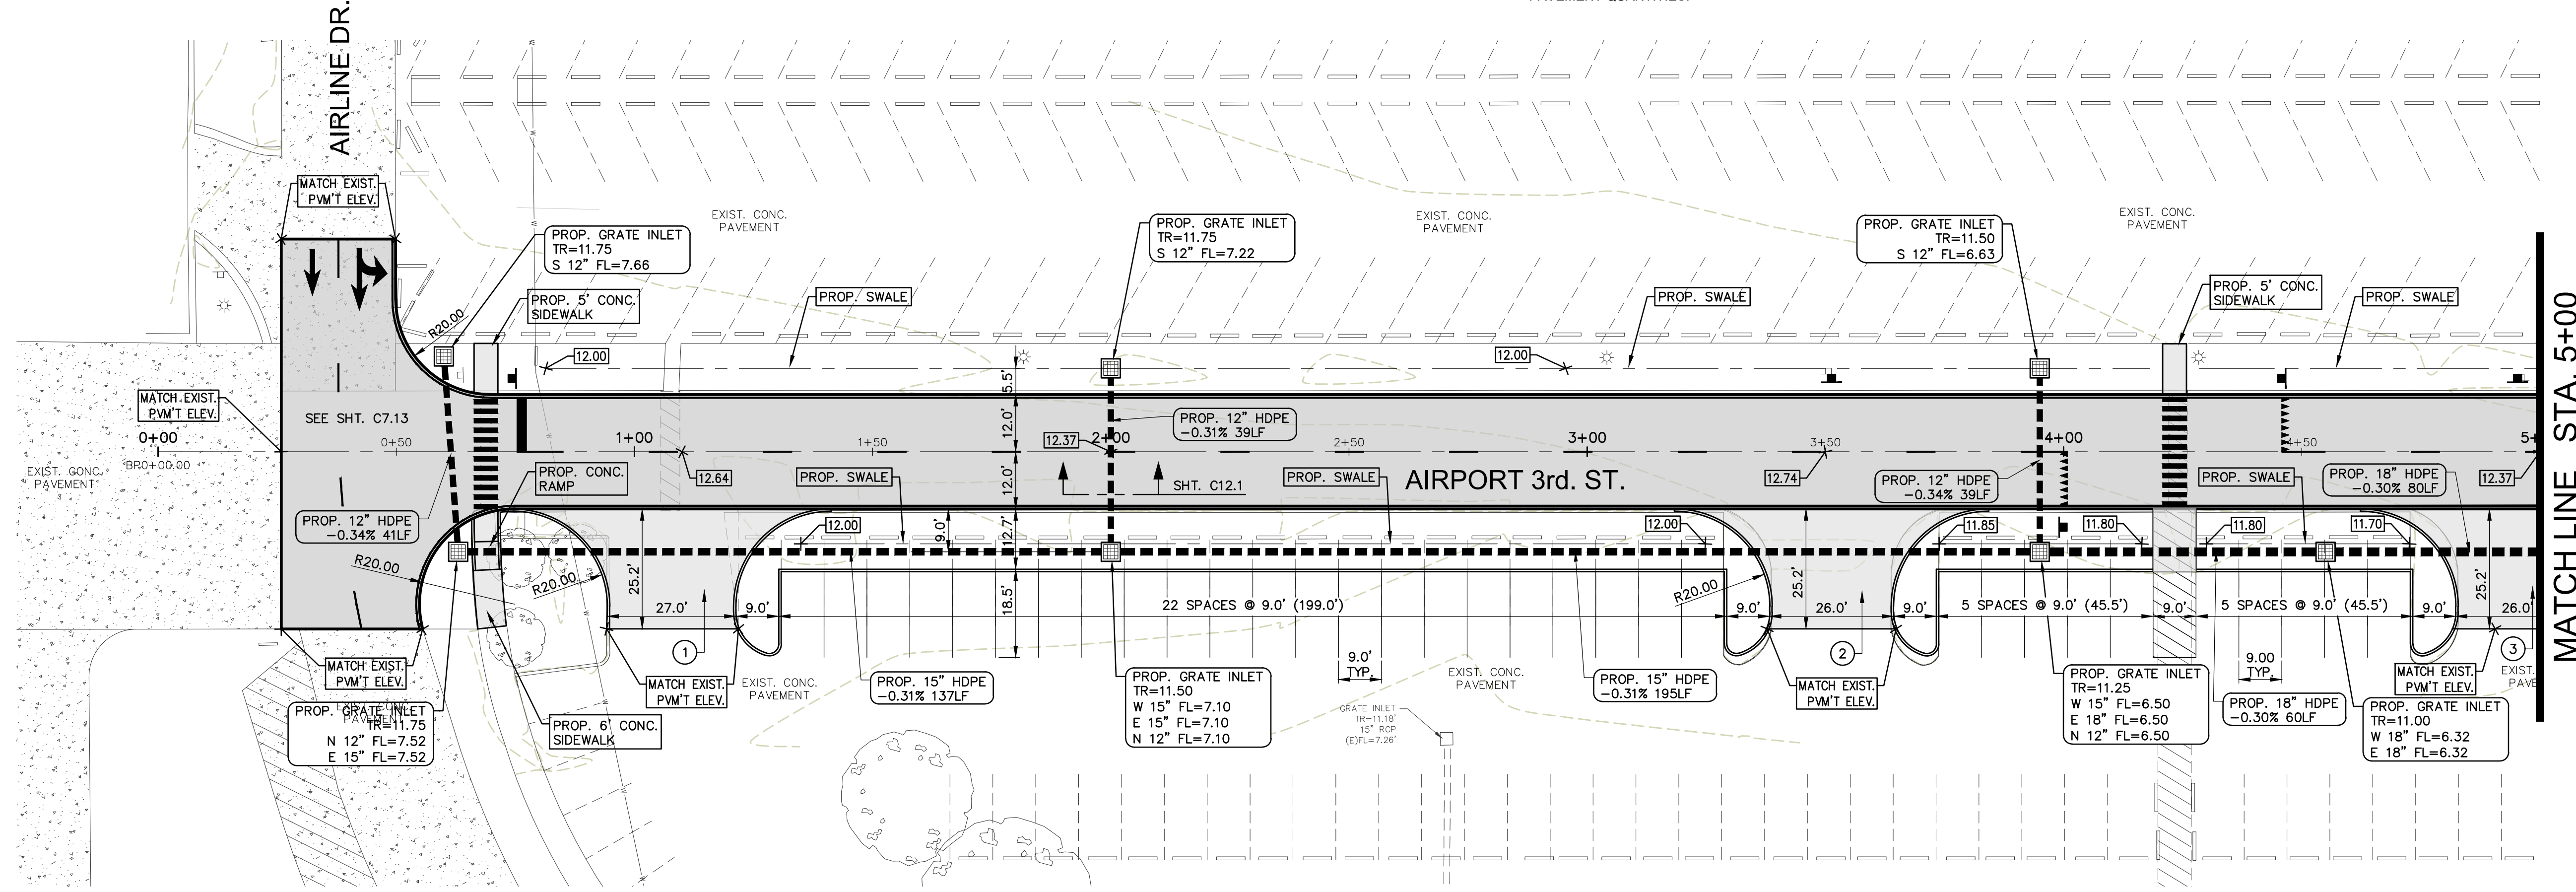 AIRLINE DR.
MATCH EXIST.
PVM'T ELEV.
PROP. GRATE INLET
TR=11.75
S 12" FL=7.66
PROP. 5' CONC.
SIDEWALK
R20.00
12.00
PROP. SWALE
EXIST. CONC.
PAVEMENT
PROP. GRATE INLET
TR=11.75
S 12" FL=7.22
EXIST. CONC.
PAVEMENT
12.00
PROP. SWALE
PROP. GRATE INLET
TR=11.50
S 12" FL=6.63
EXIST. CONC.
PAVEMENT
PROP. 5' CONC.
SIDEWALK
PROP. SWALE
MATCH LINE STA. 5+00
MATCH EXIST.
PVM'T ELEV.
SEE SHT. C7.13
0+00
BP0+00.00
0+50
1+00
1+50
2+00
2+50
3+00
3+50
4+00
4+50
5+
EXIST. CONC.
PAVEMENT
5.5'
12.0'
12.0'
12.7'
18.5'
PROP. 12" HDPE
-0.31% 39LF
12.37
12.64
PROP. CONC.
RAMP
PROP. SWALE
SHT. C12.1
PROP. SWALE
AIRPORT 3rd. ST.
12.74
PROP. 12" HDPE
-0.34% 39LF
PROP. SWALE
PROP. 18" HDPE
-0.30% 80LF
12.37
PROP. 12" HDPE
-0.34% 41LF
R20.00
R20.00
25.2'
27.0'
9.0'
9.0'
12.00
22 SPACES @ 9.0' (199.0')
12.00
R20.00
9.0'
25.2'
26.0'
9.0'
11.85
5 SPACES @ 9.0' (45.5')
11.80
9.0'
11.80
5 SPACES @ 9.0' (45.5')
11.70
9.0'
25.2'
26.0'
MATCH EXIST.
PVM'T ELEV.
1
MATCH EXIST.
PVM'T ELEV.
EXIST. CONC.
PAVEMENT
PROP. 15" HDPE
-0.31% 137LF
PROP. GRATE INLET
TR=11.50
W 15" FL=7.10
E 15" FL=7.10
N 12" FL=7.10
9.0'
TYP.
EXIST. CONC.
PAVEMENT
PROP. 15" HDPE
-0.31% 195LF
2
MATCH EXIST.
PVM'T ELEV.
PROP. GRATE INLET
TR=11.25
W 15" FL=6.50
E 18" FL=6.50
N 12" FL=6.50
9.00
TYP.
PROP. 18" HDPE
-0.30% 60LF
MATCH EXIST.
PVM'T ELEV.
3
EXIST.
PAVE
PROP. GRATE INLET
TR=11.00
W 18" FL=6.32
E 18" FL=6.32
PROP. GRATE INLET
TR=11.75
N 12" FL=7.52
E 15" FL=7.52
PROP. 6' CONC.
SIDEWALK
GRATE INLET
TR=11.18'
15" RCP
(E)FL=7.26'